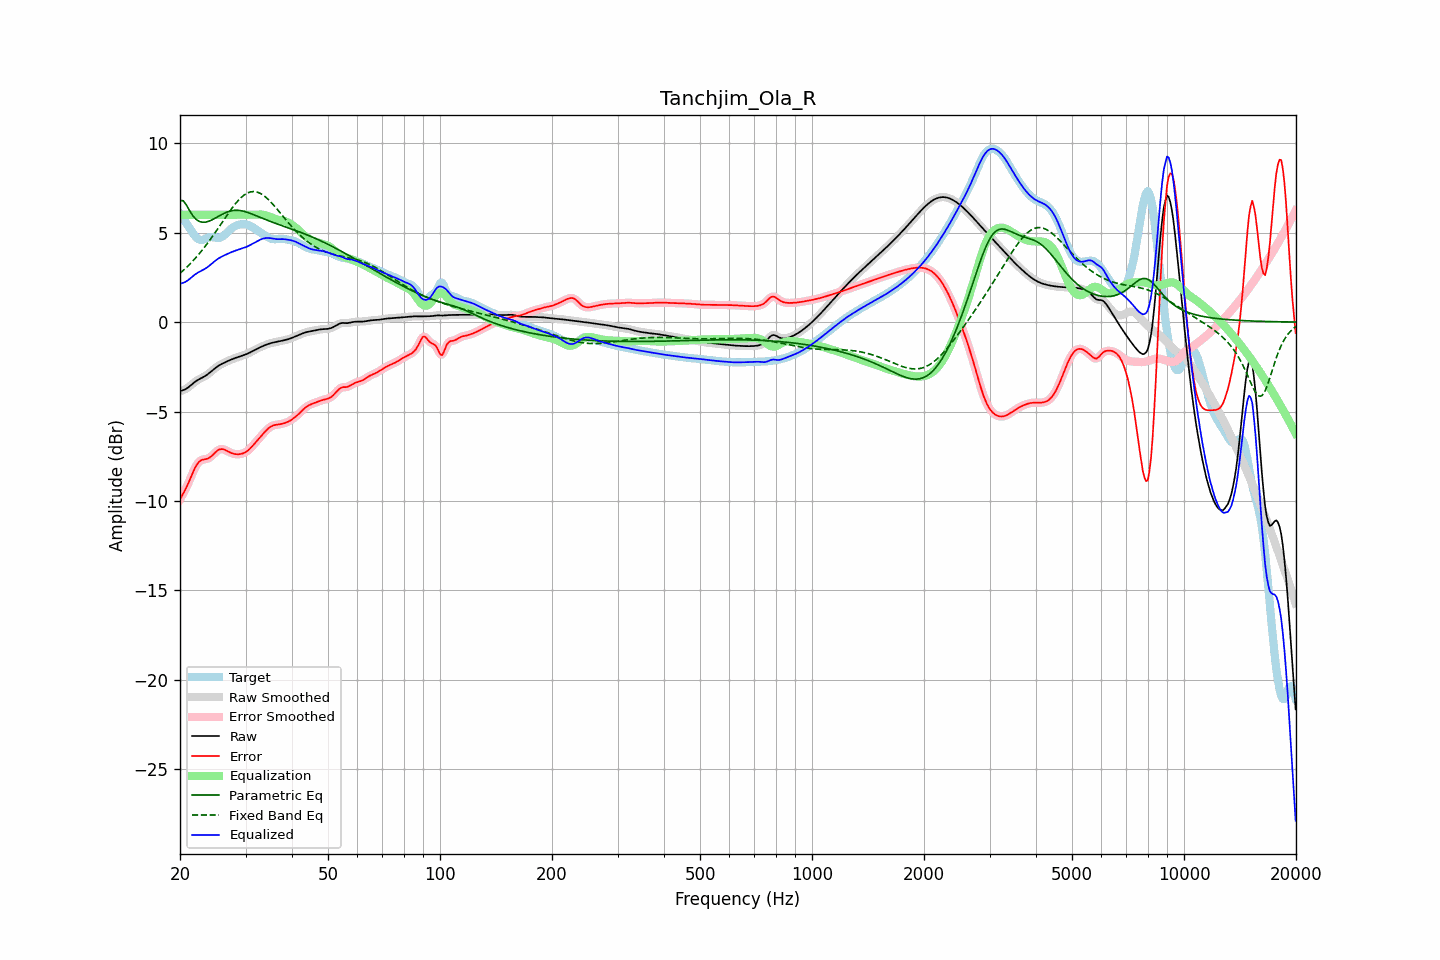 Tanchjim_Ola_R
Amplitude (dBr)
10
5
0
−5
−10
−15
−20
−25
Target
Raw Smoothed
Error Smoothed
Raw
Error
Equalization
Parametric Eq
Fixed Band Eq
Equalized
20 50 100 200 500 1000 2000 5000 10000 20000
Frequency (Hz)